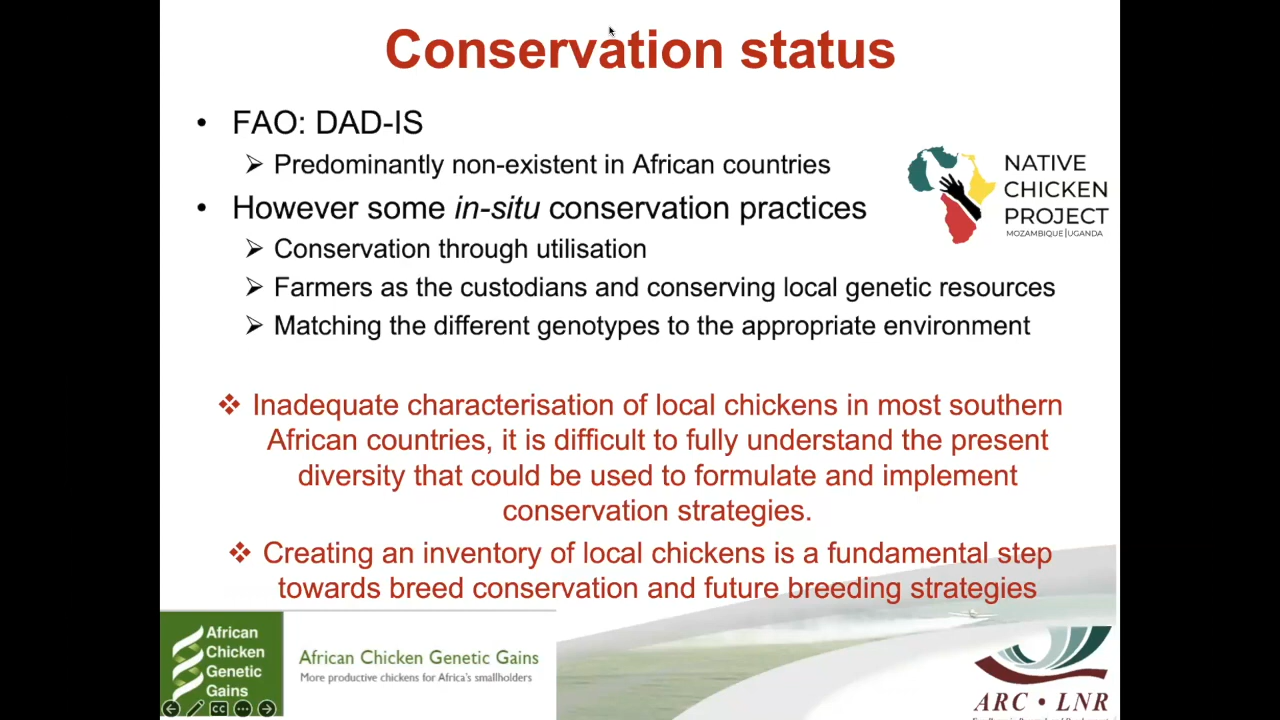 Conservation status
• FAO: DAD-IS
➢ Predominantly non-existent in African countries
• However some in-situ conservation practices
➢ Conservation through utilisation
➢ Farmers as the custodians and conserving local genetic resources
➢ Matching the different genotypes to the appropriate environment
NATIVE
CHICKEN
PROJECT
MOZAMBIQUE|UGANDA
❖ Inadequate characterisation of local chickens in most southern
African countries, it is difficult to fully understand the present
diversity that could be used to formulate and implement
conservation strategies.
❖ Creating an inventory of local chickens is a fundamental step
towards breed conservation and future breeding strategies
African
Chicken
Genetic
Gains
CC
African Chicken Genetic Gains
More productive chickens for Africa's smallholders
ARC • LNR